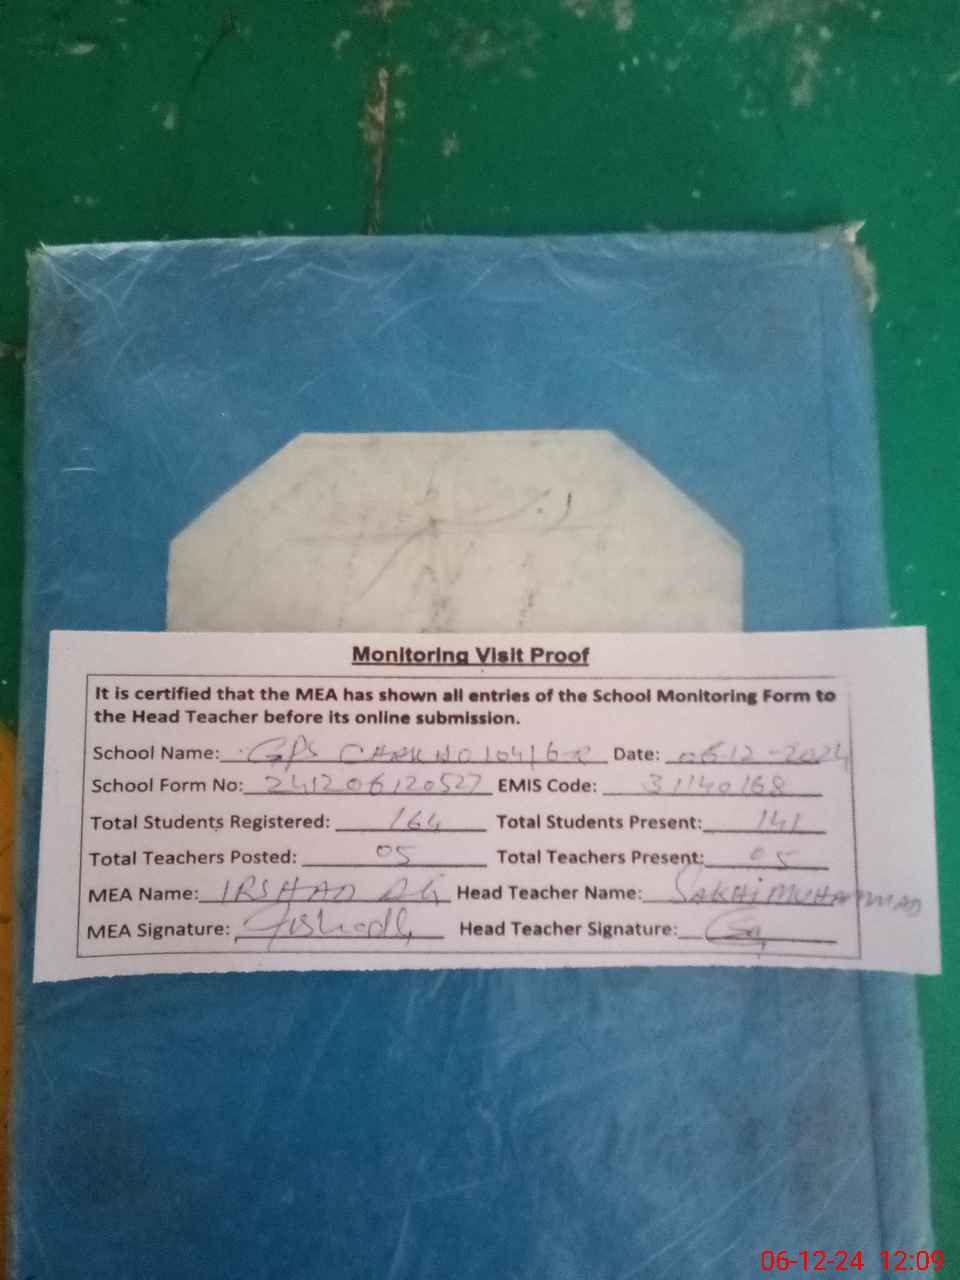 Monitoring Visit Proof
It is certified that the MEA has shown all entries of the School Monitoring Form to
the Head Teacher before its online submission.
School Name: GPS CHAK NO 104/6-R Date: 06-12-2024
School Form No: 241206120527 EMIS Code: 31140168
Total Students Registered: 164 Total Students Present: 141
Total Teachers Posted: 05 Total Teachers Present: 05
MEA Name: IRSHAD ALi Head Teacher Name: SAKHi MUHAMMAD
MEA Signature: Head Teacher Signature:
06-12-24 12:09